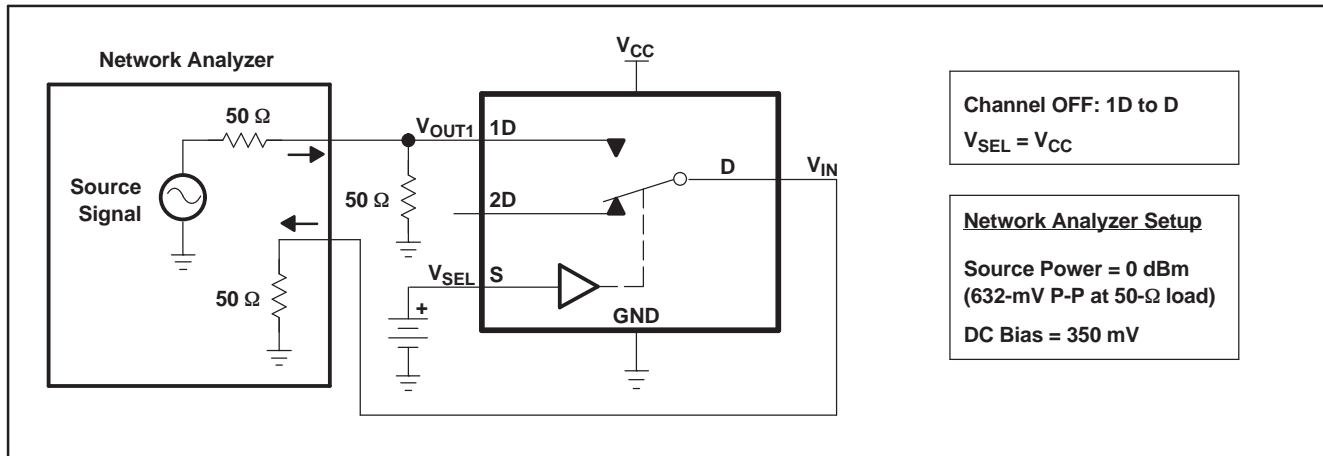 Network Analyzer
50 Ω
Source
Signal
50 Ω
V_OUT1
1D
50 Ω
2D
V_SEL
S
+
V_CC
D
V_IN
GND
Channel OFF: 1D to D
V_SEL = V_CC
Network Analyzer Setup
Source Power = 0 dBm
(632-mV P-P at 50-Ω load)
DC Bias = 350 mV